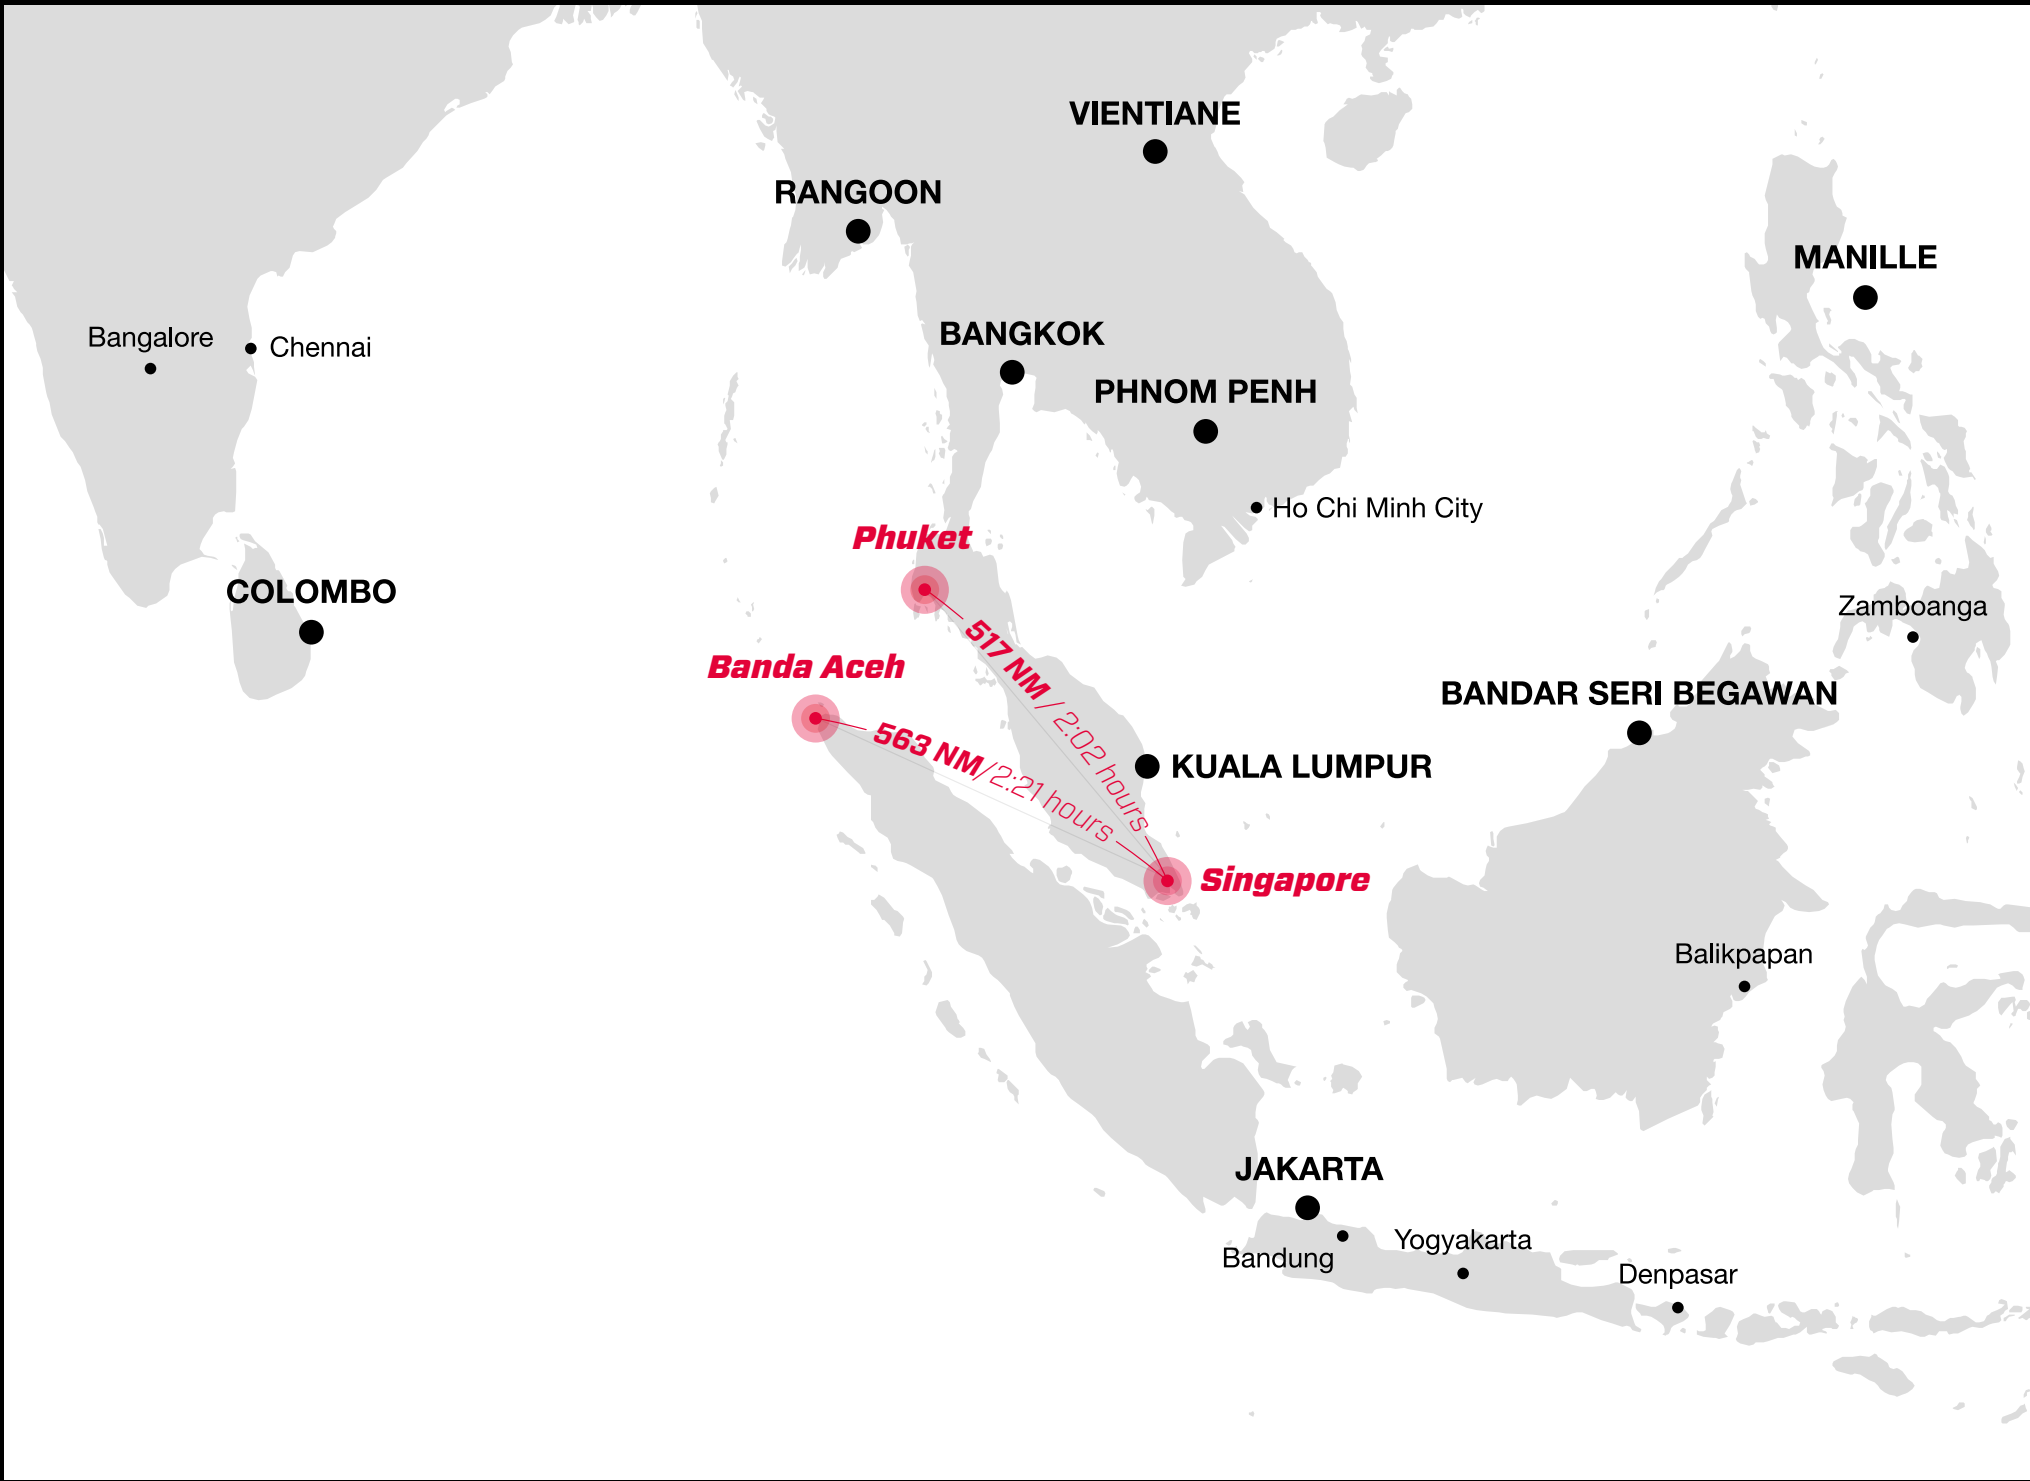 VIENTIANE
RANGOON
MANILLE
Bangalore
Chennai
BANGKOK
PHNOM PENH
Ho Chi Minh City
Phuket
COLOMBO
Zamboanga
517 NM / 2:02 hours
Banda Aceh
BANDAR SERI BEGAWAN
563 NM/2:21 hours
KUALA LUMPUR
Singapore
Balikpapan
JAKARTA
Yogyakarta
Bandung
Denpasar